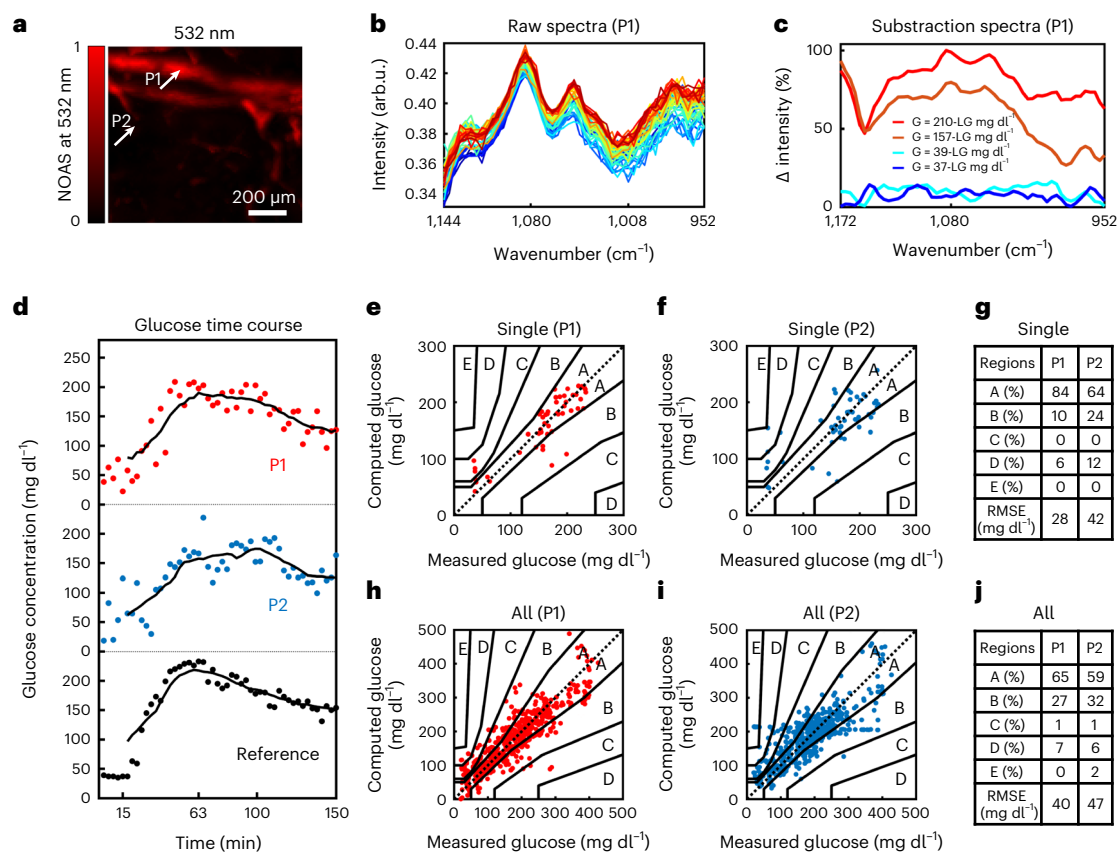 a
532 nm
1
NOAS at 532 nm
0
P1
P2
200 µm
b
Raw spectra (P1)
Intensity (arb.u.)
0.44
0.42
0.40
0.38
0.36
0.34
1,144
1,080
1,008
952
Wavenumber (cm⁻¹)
c
Substraction spectra (P1)
Δ intensity (%)
100
50
0
G = 210-LG mg dl⁻¹
G = 157-LG mg dl⁻¹
G = 39-LG mg dl⁻¹
G = 37-LG mg dl⁻¹
1,172
1,080
952
Wavenumber (cm⁻¹)
d
Glucose time course
Glucose concentration (mg dl⁻¹)
250
200
150
100
50
0
P1
150
100
50
0
P2
200
150
100
50
0
Reference
15
63
100
150
Time (min)
e
Single (P1)
Computed glucose
(mg dl⁻¹)
300
200
100
0
E D C B A
A
B
C
D
0 100 200 300
Measured glucose (mg dl⁻¹)
f
Single (P2)
Computed glucose
(mg dl⁻¹)
300
200
100
0
E D C B A
A
B
C
D
0 100 200 300
Measured glucose (mg dl⁻¹)
g
Single
Regions P1 P2
A (%) 84 64
B (%) 10 24
C (%) 0 0
D (%) 6 12
E (%) 0 0
RMSE
(mg dl⁻¹) 28 42
h
All (P1)
Computed glucose
(mg dl⁻¹)
500
400
300
200
100
0
E D C B A
A
B
C
D
0 100 200 300 400 500
Measured glucose (mg dl⁻¹)
i
All (P2)
Computed glucose
(mg dl⁻¹)
500
400
300
200
100
0
E D C B A
A
B
C
D
0 100 200 300 400 500
Measured glucose (mg dl⁻¹)
j
All
Regions P1 P2
A (%) 65 59
B (%) 27 32
C (%) 1 1
D (%) 7 6
E (%) 0 2
RMSE
(mg dl⁻¹) 40 47